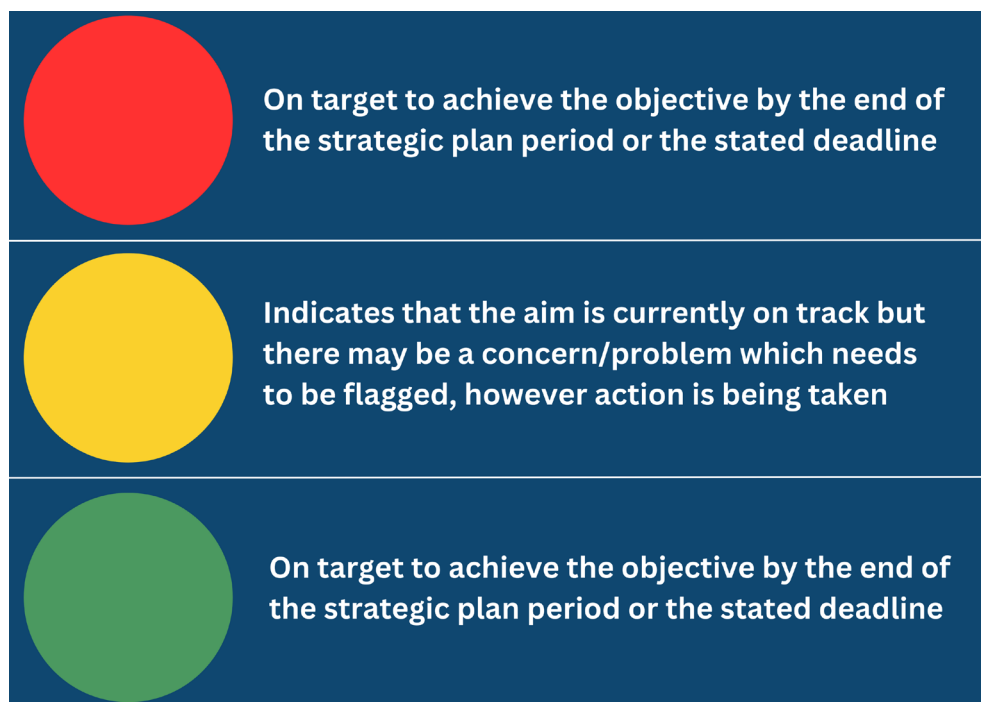 On target to achieve the objective by the end of
the strategic plan period or the stated deadline
Indicates that the aim is currently on track but
there may be a concern/problem which needs
to be flagged, however action is being taken
On target to achieve the objective by the end of
the strategic plan period or the stated deadline